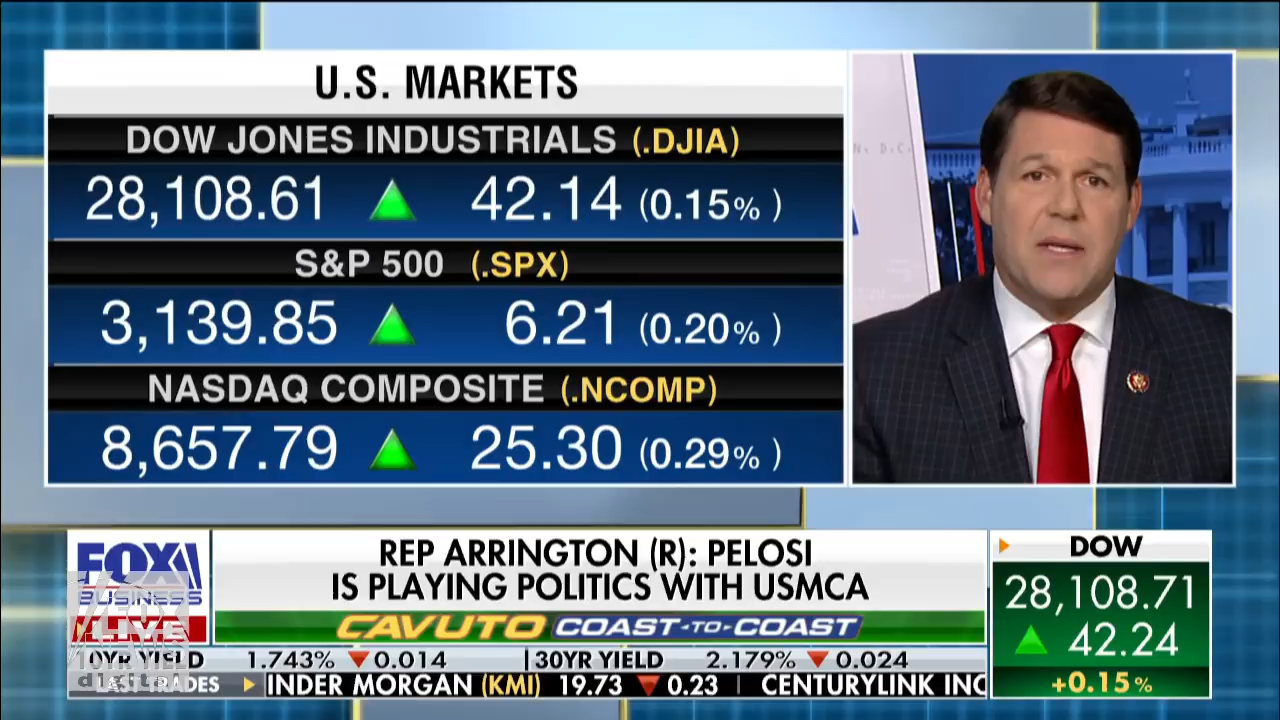 U.S. MARKETS
DOW JONES INDUSTRIALS (.DJIA)
28,108.61 ▲ 42.14 (0.15%)
S&P 500 (.SPX)
3,139.85 ▲ 6.21 (0.20%)
NASDAQ COMPOSITE (.NCOMP)
8,657.79 ▲ 25.30 (0.29%)
N, D.C.
FOX
BUSINESS
LIVE
FOX
NEWS
digital
REP ARRINGTON (R): PELOSI
IS PLAYING POLITICS WITH USMCA
CAVUTO COAST-TO-COAST
DOW
28,108.71
▲ 42.24
+0.15%
10YR YIELD 1.743% ▼ 0.014 | 30YR YIELD 2.179% ▼ 0.024
LAST TRADES INDER MORGAN (KMI) 19.73 ▼ 0.23 | CENTURYLINK INC